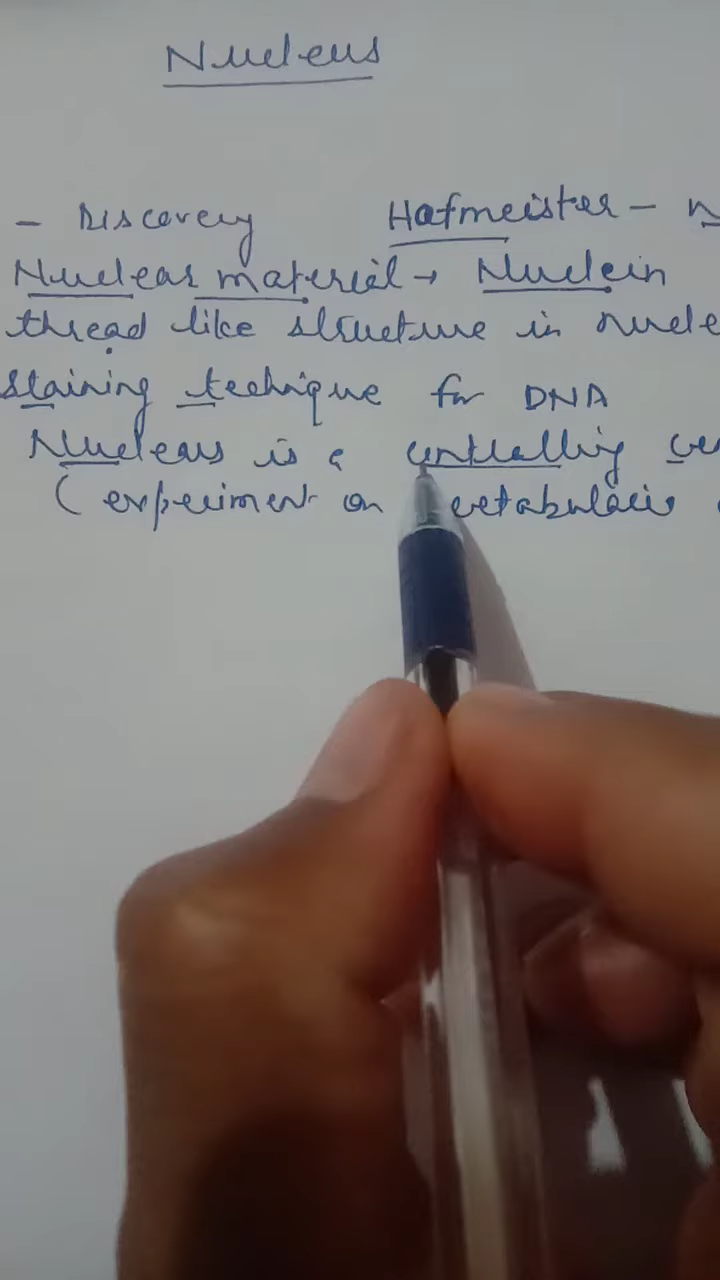 Nucleus
- Discovery Hofmeister - N
Nuclear material → Nuclein
thread like structure in nucle
staining technique for DNA
Nucleus is a controlling ce
( experiment on cetabularia